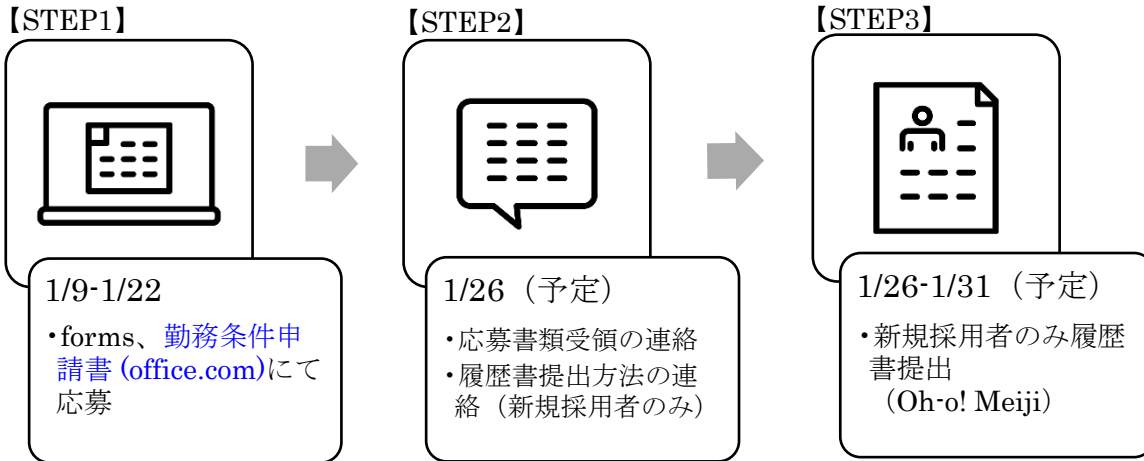 【STEP1】
1/9-1/22
・forms、勤務条件申
請書 (office.com)にて
応募
【STEP2】
1/26（予定）
・応募書類受領の連絡
・履歴書提出方法の連
絡（新規採用者のみ）
【STEP3】
1/26-1/31（予定）
・新規採用者のみ履歴
書提出
（Oh-o! Meiji）